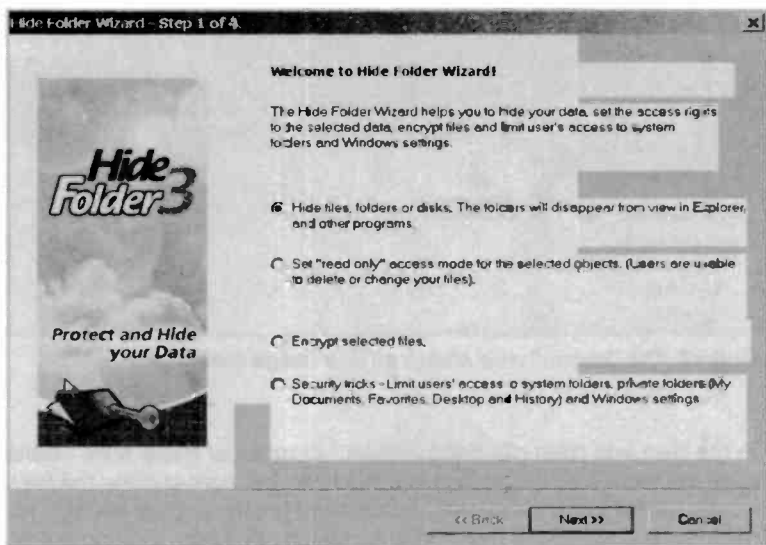 Hide Folder Wizard - Step 1 of 4.
Welcome to Hide Folder Wizard!
The Hide Folder Wizard helps you to hide your data, set the access rights
to the selected data, encrypt files and limit user's access to system
folders and Windows settings.
Hide Folder 3
Hide files, folders or disks. The folders will disappear from view in Explorer,
and other programs.
Set "read only" access mode for the selected objects. (Users are unable
to delete or change your files).
Protect and Hide
your Data
Encrypt selected files.
Security tricks - Limit users' access to system folders, private folders (My
Documents, Favorites, Desktop and History) and Windows settings
<< Back
Next >>
Cancel